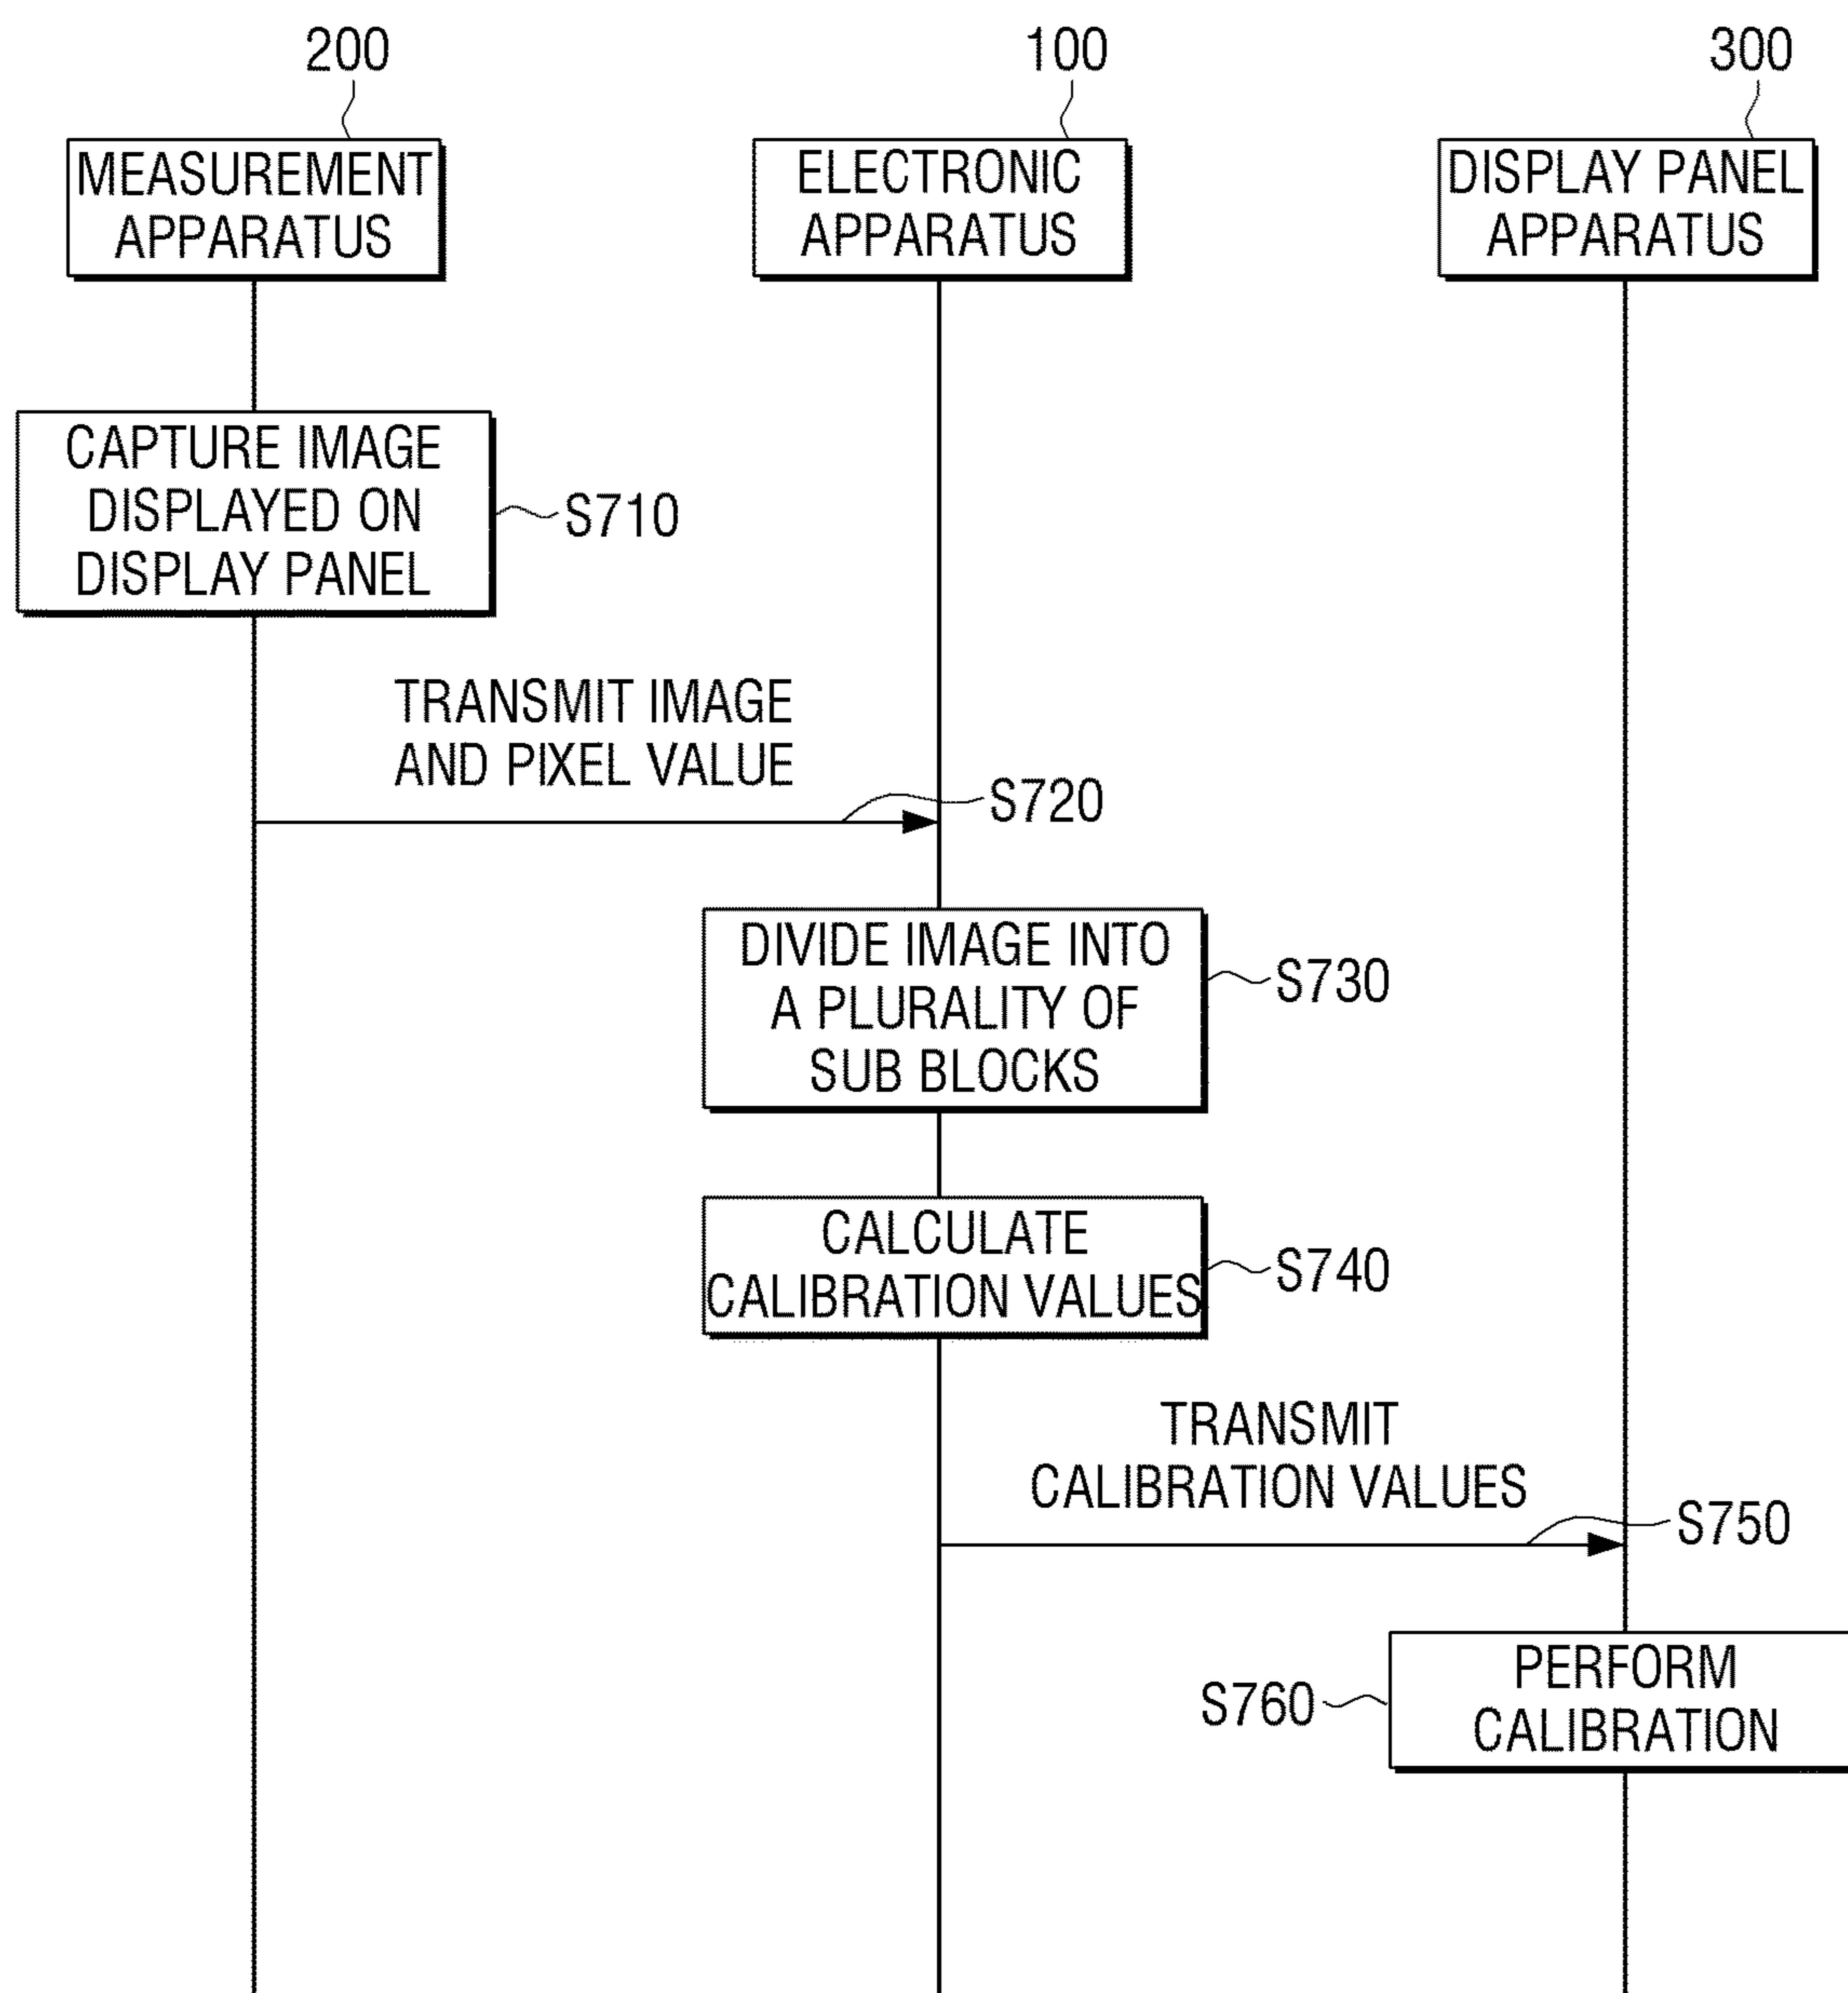 200
100
300
MEASUREMENT
APPARATUS
ELECTRONIC
APPARATUS
DISPLAY PANEL
APPARATUS
CAPTURE IMAGE
DISPLAYED ON
DISPLAY PANEL
S710
TRANSMIT IMAGE
AND PIXEL VALUE
S720
DIVIDE IMAGE INTO
A PLURALITY OF
SUB BLOCKS
S730
CALCULATE
CALIBRATION VALUES
S740
TRANSMIT
CALIBRATION VALUES
S750
S760
PERFORM
CALIBRATION